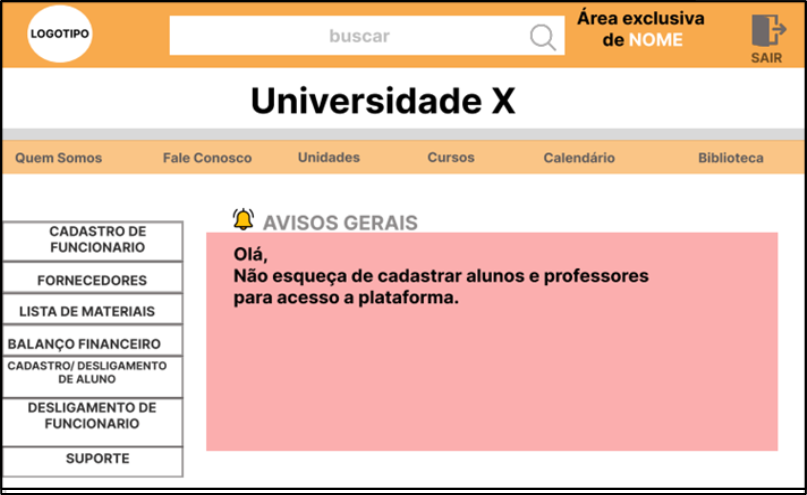 LOGOTIPO
buscar
Área exclusiva
de NOME
SAIR
Universidade X
Quem Somos
Fale Conosco
Unidades
Cursos
Calendário
Biblioteca
CADASTRO DE
FUNCIONARIO
FORNECEDORES
LISTA DE MATERIAIS
BALANÇO FINANCEIRO
CADASTRO/ DESLIGAMENTO
DE ALUNO
DESLIGAMENTO DE
FUNCIONARIO
SUPORTE
AVISOS GERAIS
Olá,
Não esqueça de cadastrar alunos e professores
para acesso a plataforma.